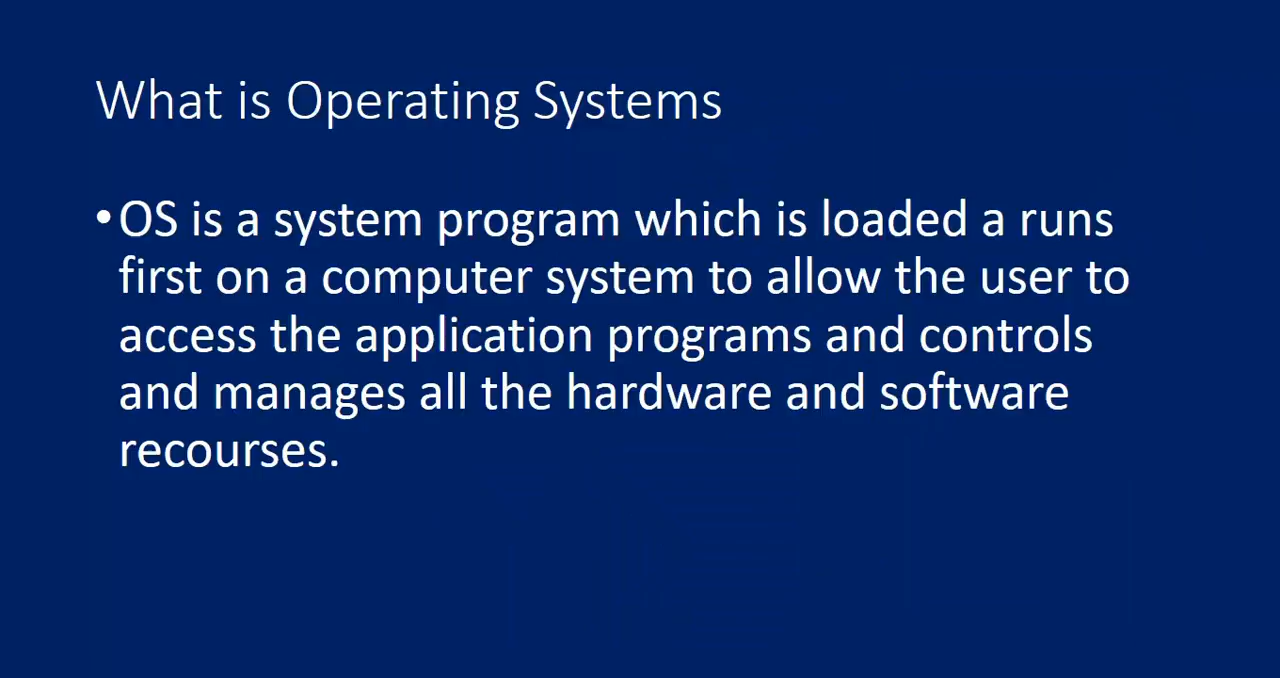 What is Operating Systems
•OS is a system program which is loaded a runs
first on a computer system to allow the user to
access the application programs and controls
and manages all the hardware and software
recourses.